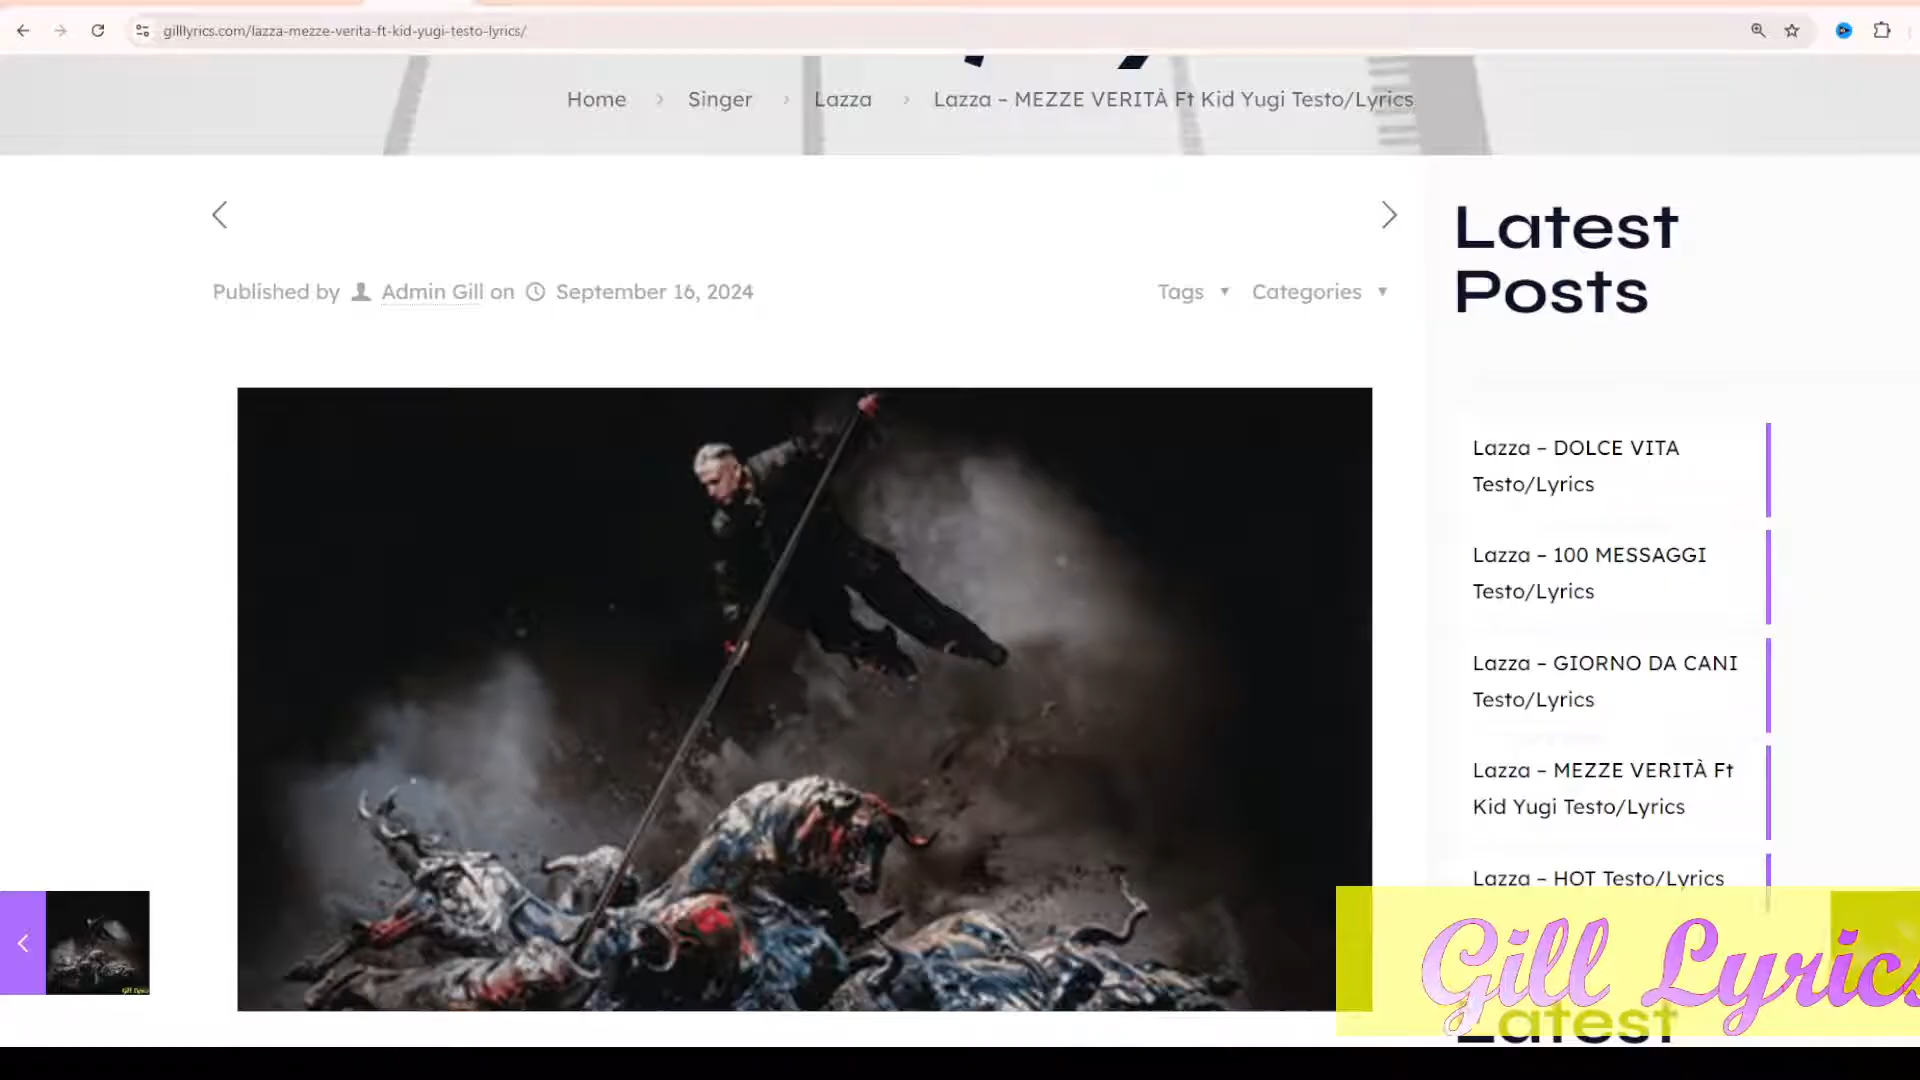 gilllyrics.com/lazza-mezze-verita-ft-kid-yugi-testo-lyrics/
Home > Singer > Lazza > Lazza – MEZZE VERITÀ Ft Kid Yugi Testo/Lyrics
Published by Admin Gill on September 16, 2024
Tags Categories
Latest
Posts
Lazza – DOLCE VITA
Testo/Lyrics
Lazza – 100 MESSAGGI
Testo/Lyrics
Lazza – GIORNO DA CANI
Testo/Lyrics
Lazza – MEZZE VERITÀ Ft
Kid Yugi Testo/Lyrics
Lazza – HOT Testo/Lyrics
Gill Lyrics
Latest